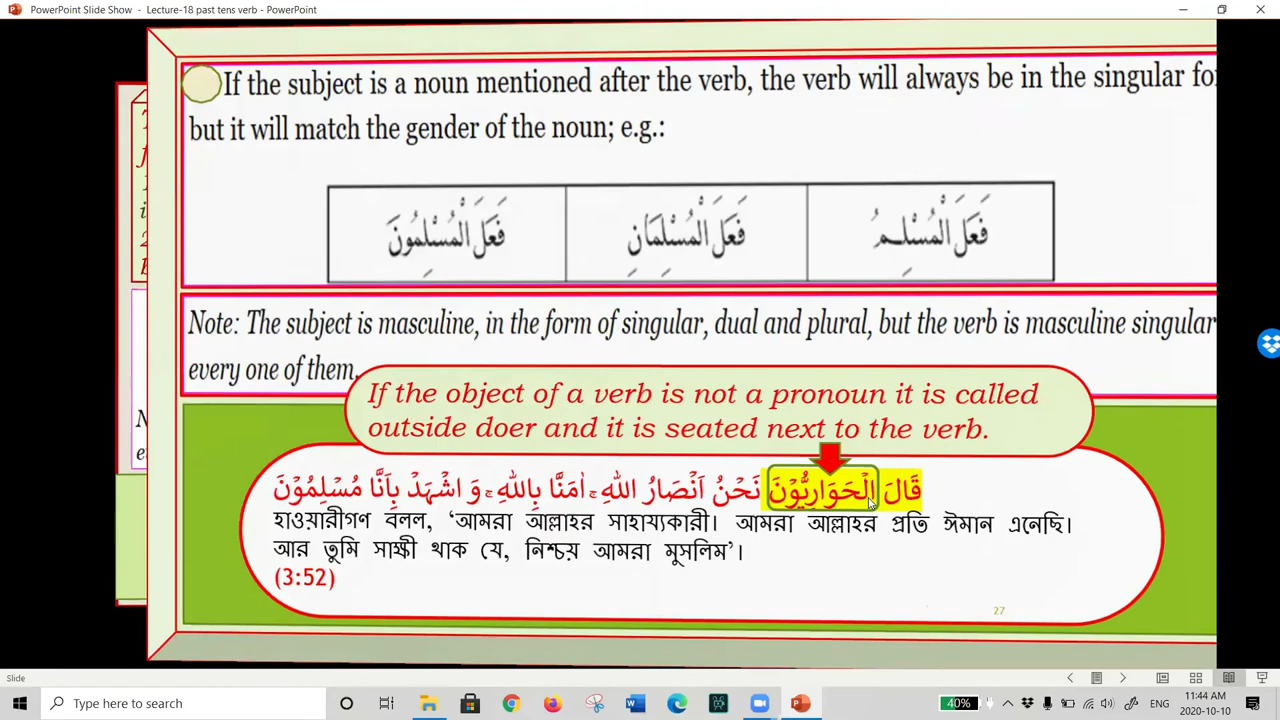 PowerPoint Slide Show - Lecture-18 past tens verb - PowerPoint
If the subject is a noun mentioned after the verb, the verb will always be in the singular fo
but it will match the gender of the noun; e.g.:
فَعَلَ الْمُسْلِمُ فَعَلَ الْمُسْلِمَانِ فَعَلَ الْمُسْلِمُونَ
Note: The subject is masculine, in the form of singular, dual and plural, but the verb is masculine singular
every one of them.
If the object of a verb is not a pronoun it is called
outside doer and it is seated next to the verb.
قَالَ الْحَوَارِيُّوْنَ نَحْنُ اَنْصَارُ اللهِ ۚ اٰمَنَّا بِاللهِ ۚ وَ اشْهَدْ بِاَنَّا مُسْلِمُوْنَ
হাওয়ারীগণ বলল, ‘আমরা আল্লাহর সাহায্যকারী। আমরা আল্লাহর প্রতি ঈমান এনেছি।
আর তুমি সাক্ষী থাক যে, নিশ্চয় আমরা মুসলিম’।
(3:52)
27
Slide
Type here to search
40%
ENG
11:44 AM
2020-10-10